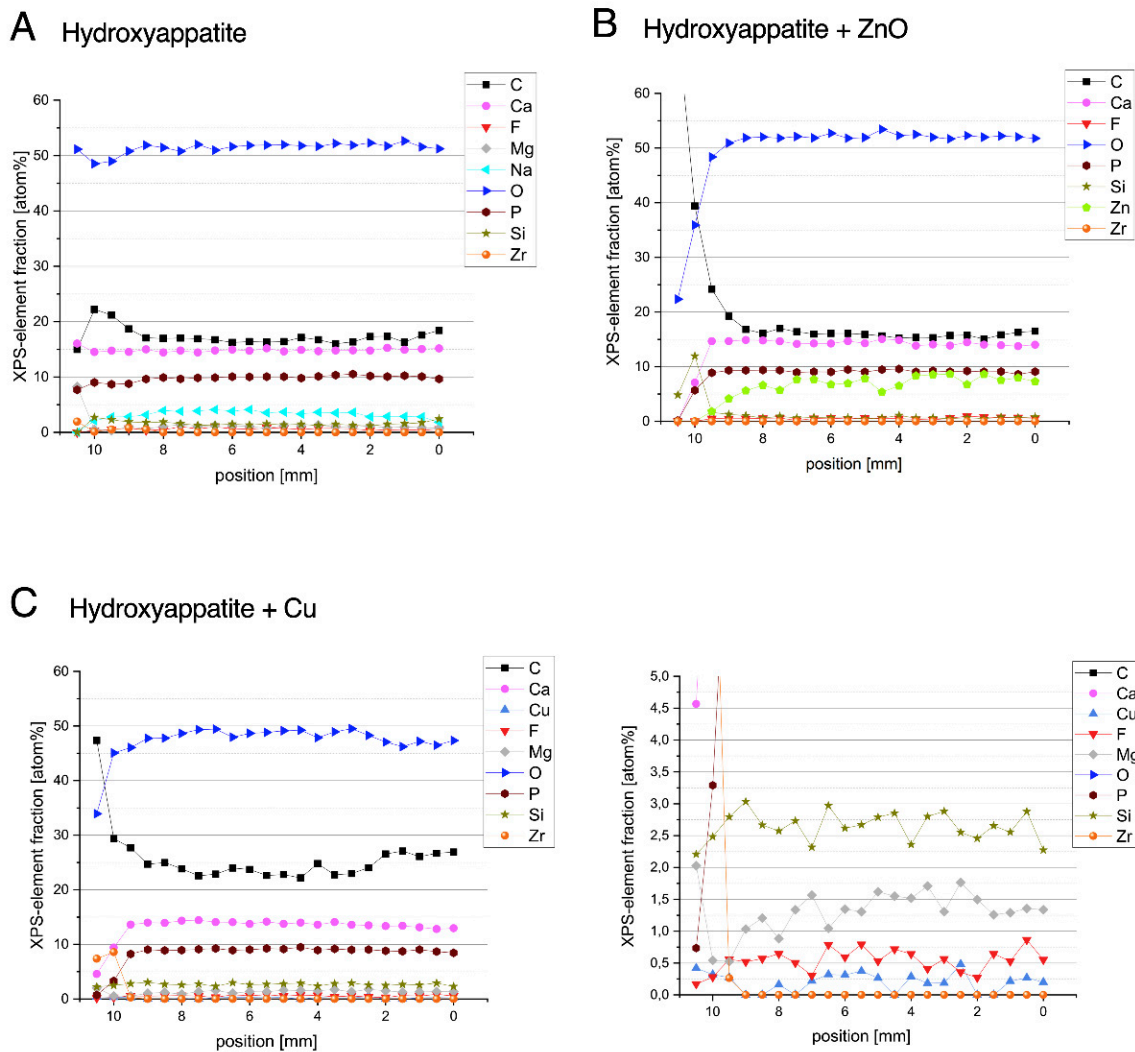 A Hydroxyappatite
XPS-element fraction [atom%]
60
50
40
30
20
10
0
10 8 6 4 2 0
position [mm]
C
Ca
F
Mg
Na
O
P
Si
Zr
B Hydroxyappatite + ZnO
XPS-element fraction [atom%]
60
50
40
30
20
10
0
10 8 6 4 2 0
position [mm]
C
Ca
F
O
P
Si
Zn
Zr
C Hydroxyappatite + Cu
XPS-element fraction [atom%]
60
50
40
30
20
10
0
10 8 6 4 2 0
position [mm]
C
Ca
Cu
F
Mg
O
P
Si
Zr
XPS-element fraction [atom%]
5,0
4,5
4,0
3,5
3,0
2,5
2,0
1,5
1,0
0,5
0,0
10 8 6 4 2 0
position [mm]
C
Ca
Cu
F
Mg
O
P
Si
Zr